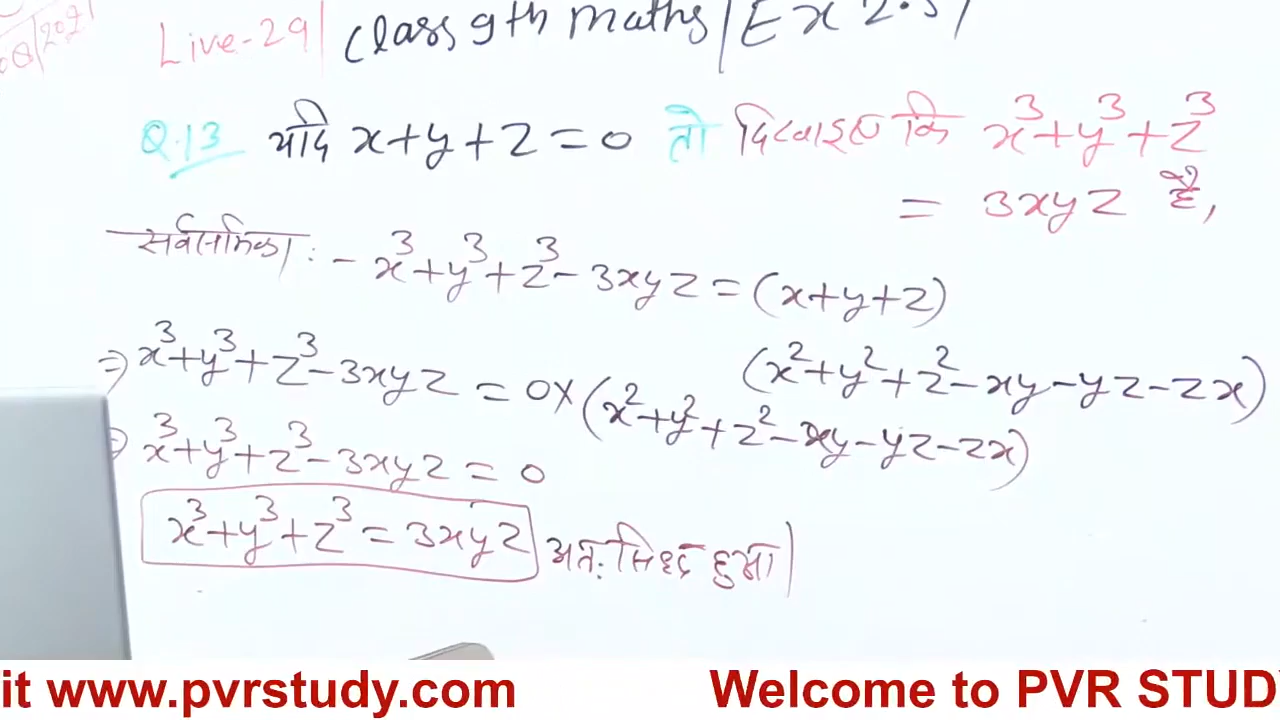 Live-29| Class 9th maths/Ex 2.5/
Q.13 यदि x+y+z=0 तो दिखाइए कि x³+y³+z³
= 3xyz है,
सर्वसमिका:- x³+y³+z³-3xyz=(x+y+z)
(x²+y²+z²-xy-yz-zx)
⇒ x³+y³+z³-3xyz = 0×(x²+y²+z²-xy-yz-zx)
⇒ x³+y³+z³-3xyz = 0
x³+y³+z³=3xyz अतः सिध्द हुआ|
it www.pvrstudy.com Welcome to PVR STUD